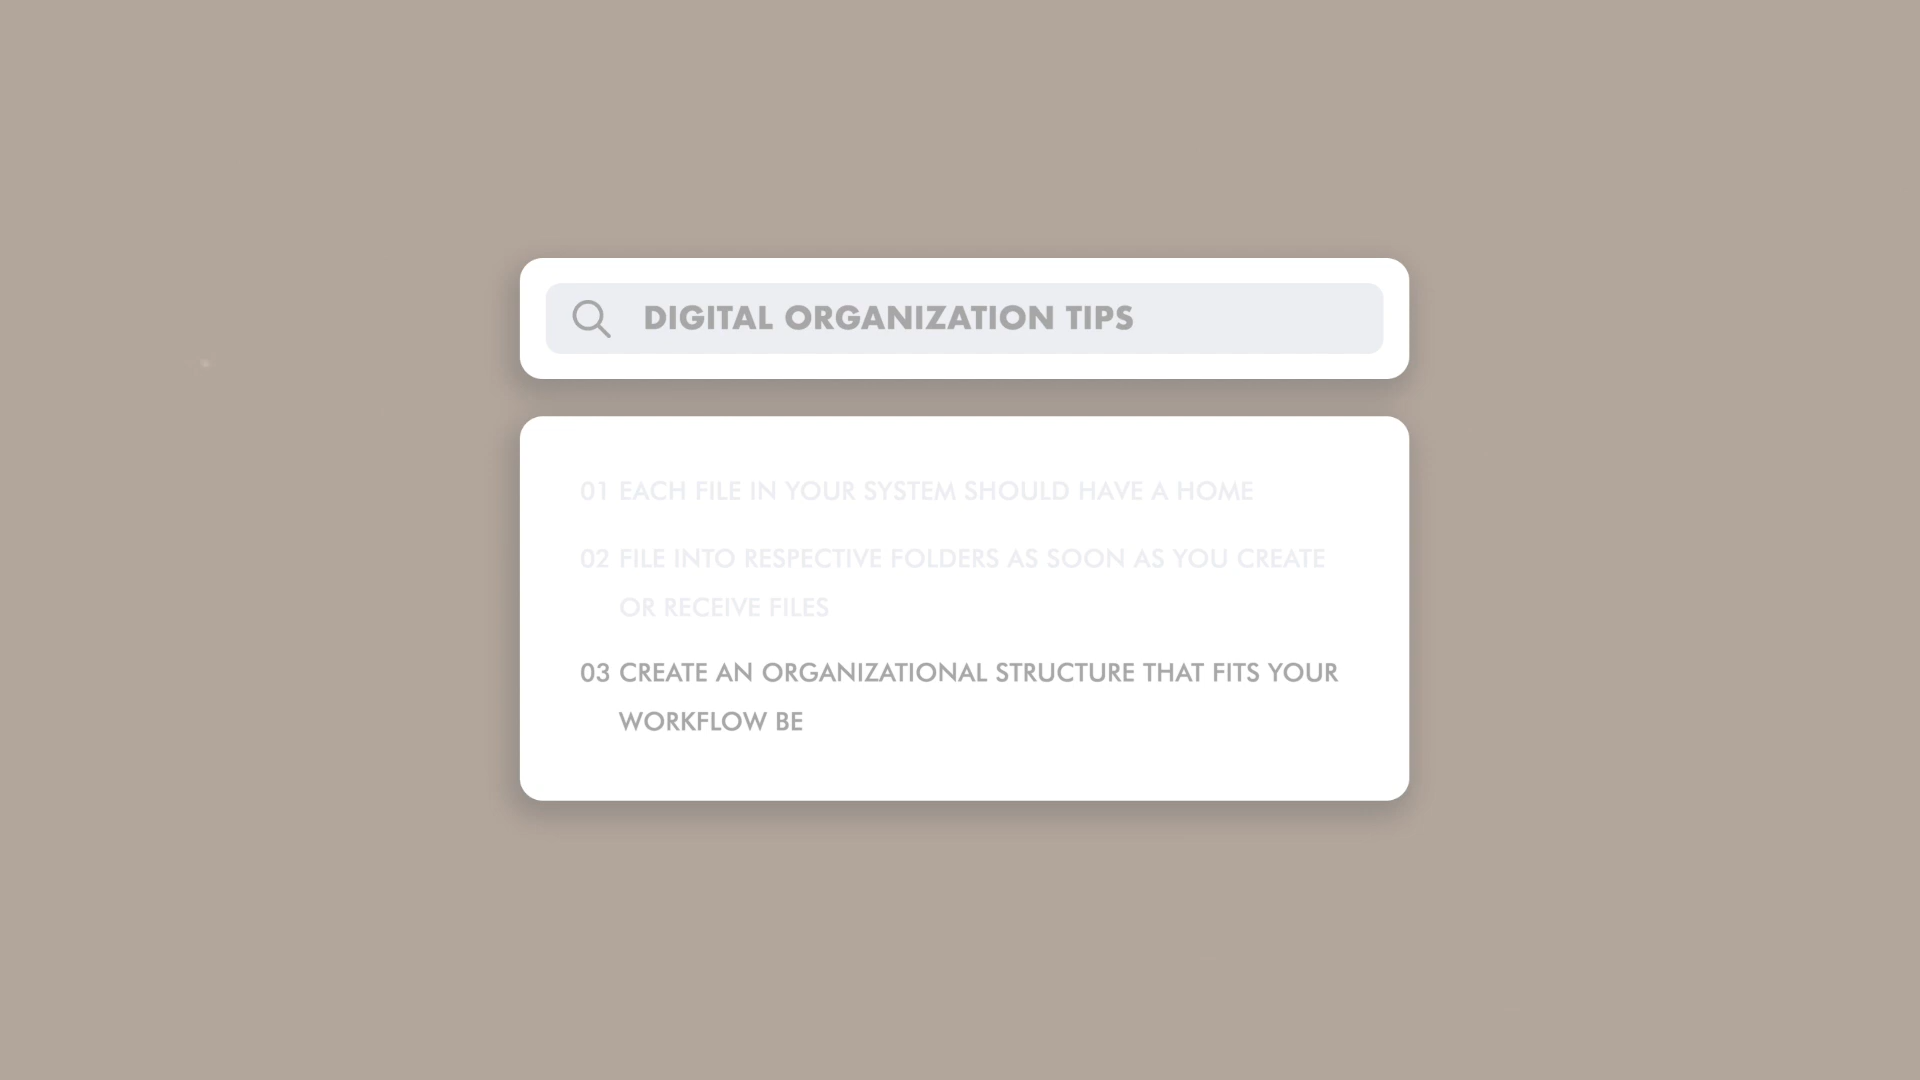 DIGITAL ORGANIZATION TIPS
01 EACH FILE IN YOUR SYSTEM SHOULD HAVE A HOME
02 FILE INTO RESPECTIVE FOLDERS AS SOON AS YOU CREATE
OR RECEIVE FILES
03 CREATE AN ORGANIZATIONAL STRUCTURE THAT FITS YOUR
WORKFLOW BE